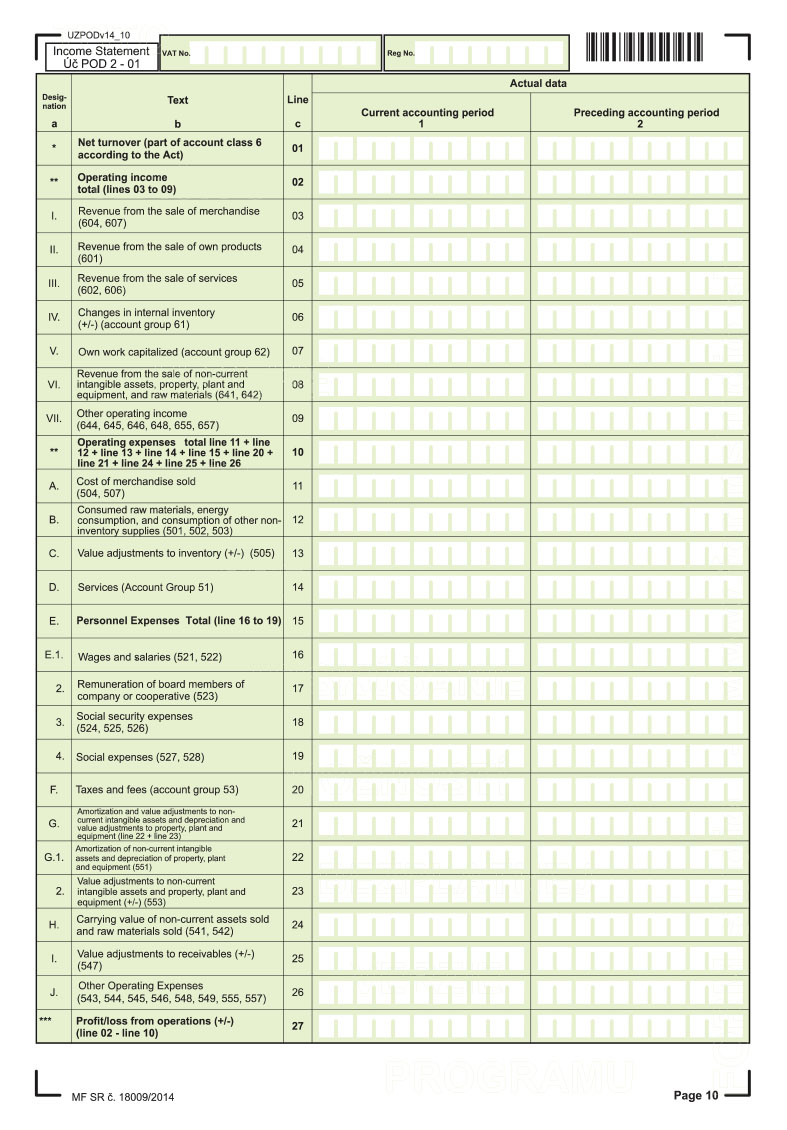 UZPODv14_10
Income Statement
Úč POD 2 - 01
VAT No.
Reg No.
Desig-
nation
a
Text
b
Line
c
Actual data
Current accounting period
1
Preceding accounting period
2
*
Net turnover (part of account class 6
according to the Act)
01
**
Operating income
total (lines 03 to 09)
02
I.
Revenue from the sale of merchandise
(604, 607)
03
II.
Revenue from the sale of own products
(601)
04
III.
Revenue from the sale of services
(602, 606)
05
IV.
Changes in internal inventory
(+/-) (account group 61)
06
V.
Own work capitalized (account group 62)
07
VI.
Revenue from the sale of non-current
intangible assets, property, plant and
equipment, and raw materials (641, 642)
08
VII.
Other operating income
(644, 645, 646, 648, 655, 657)
09
**
Operating expenses total line 11 + line
12 + line 13 + line 14 + line 15 + line 20 +
line 21 + line 24 + line 25 + line 26
10
A.
Cost of merchandise sold
(504, 507)
11
B.
Consumed raw materials, energy
consumption, and consumption of other non-
inventory supplies (501, 502, 503)
12
C.
Value adjustments to inventory (+/-) (505)
13
D.
Services (Account Group 51)
14
E.
Personnel Expenses Total (line 16 to 19)
15
E.1.
Wages and salaries (521, 522)
16
2.
Remuneration of board members of
company or cooperative (523)
17
3.
Social security expenses
(524, 525, 526)
18
4.
Social expenses (527, 528)
19
F.
Taxes and fees (account group 53)
20
G.
Amortization and value adjustments to non-
current intangible assets and depreciation and
value adjustments to property, plant and
equipment (line 22 + line 23)
21
G.1.
Amortization of non-current intangible
assets and depreciation of property, plant
and equipment (551)
22
2.
Value adjustments to non-current
intangible assets and property, plant and
equipment (+/-) (553)
23
H.
Carrying value of non-current assets sold
and raw materials sold (541, 542)
24
I.
Value adjustments to receivables (+/-)
(547)
25
J.
Other Operating Expenses
(543, 544, 545, 546, 548, 549, 555, 557)
26
***
Profit/loss from operations (+/-)
(line 02 - line 10)
27
PROGRAMU
MF SR č. 18009/2014
Page 10